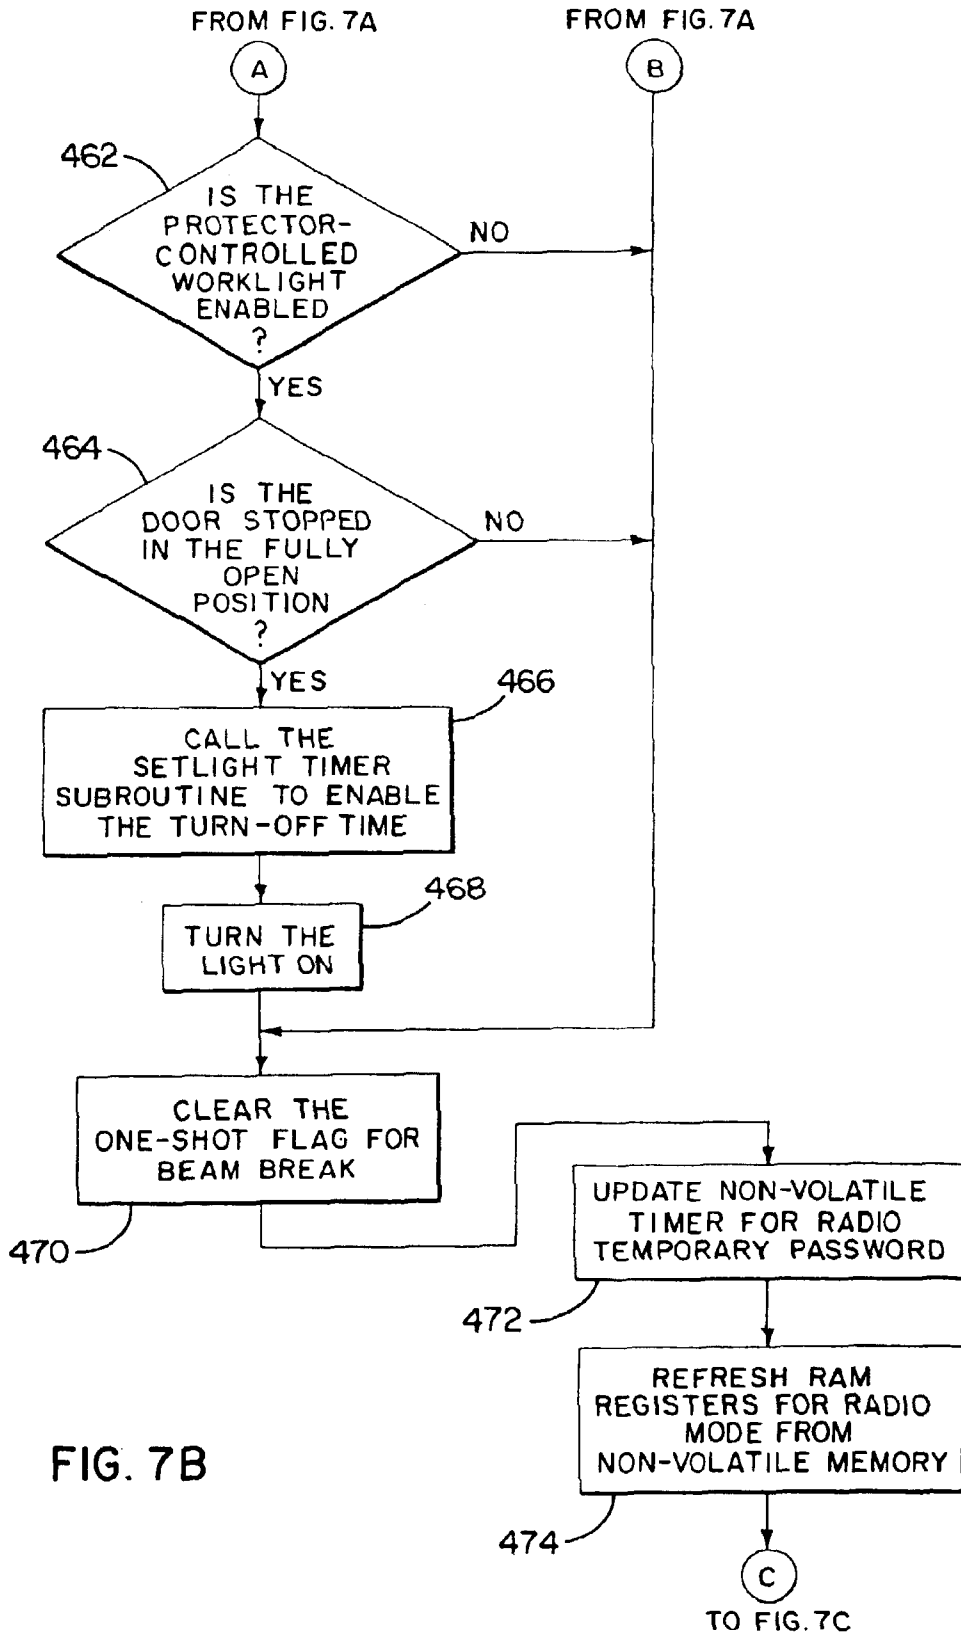 FROM FIG. 7A
FROM FIG. 7A
A
B
462
IS THE
PROTECTOR-
CONTROLLED
WORKLIGHT
ENABLED
?
NO
YES
464
IS THE
DOOR STOPPED
IN THE FULLY
OPEN
POSITION
?
NO
YES
466
CALL THE
SETLIGHT TIMER
SUBROUTINE TO ENABLE
THE TURN-OFF TIME
468
TURN THE
LIGHT ON
CLEAR THE
ONE-SHOT FLAG FOR
BEAM BREAK
470
UPDATE NON-VOLATILE
TIMER FOR RADIO
TEMPORARY PASSWORD
472
REFRESH RAM
REGISTERS FOR RADIO
MODE FROM
NON-VOLATILE MEMORY
474
C
TO FIG. 7C
FIG. 7B